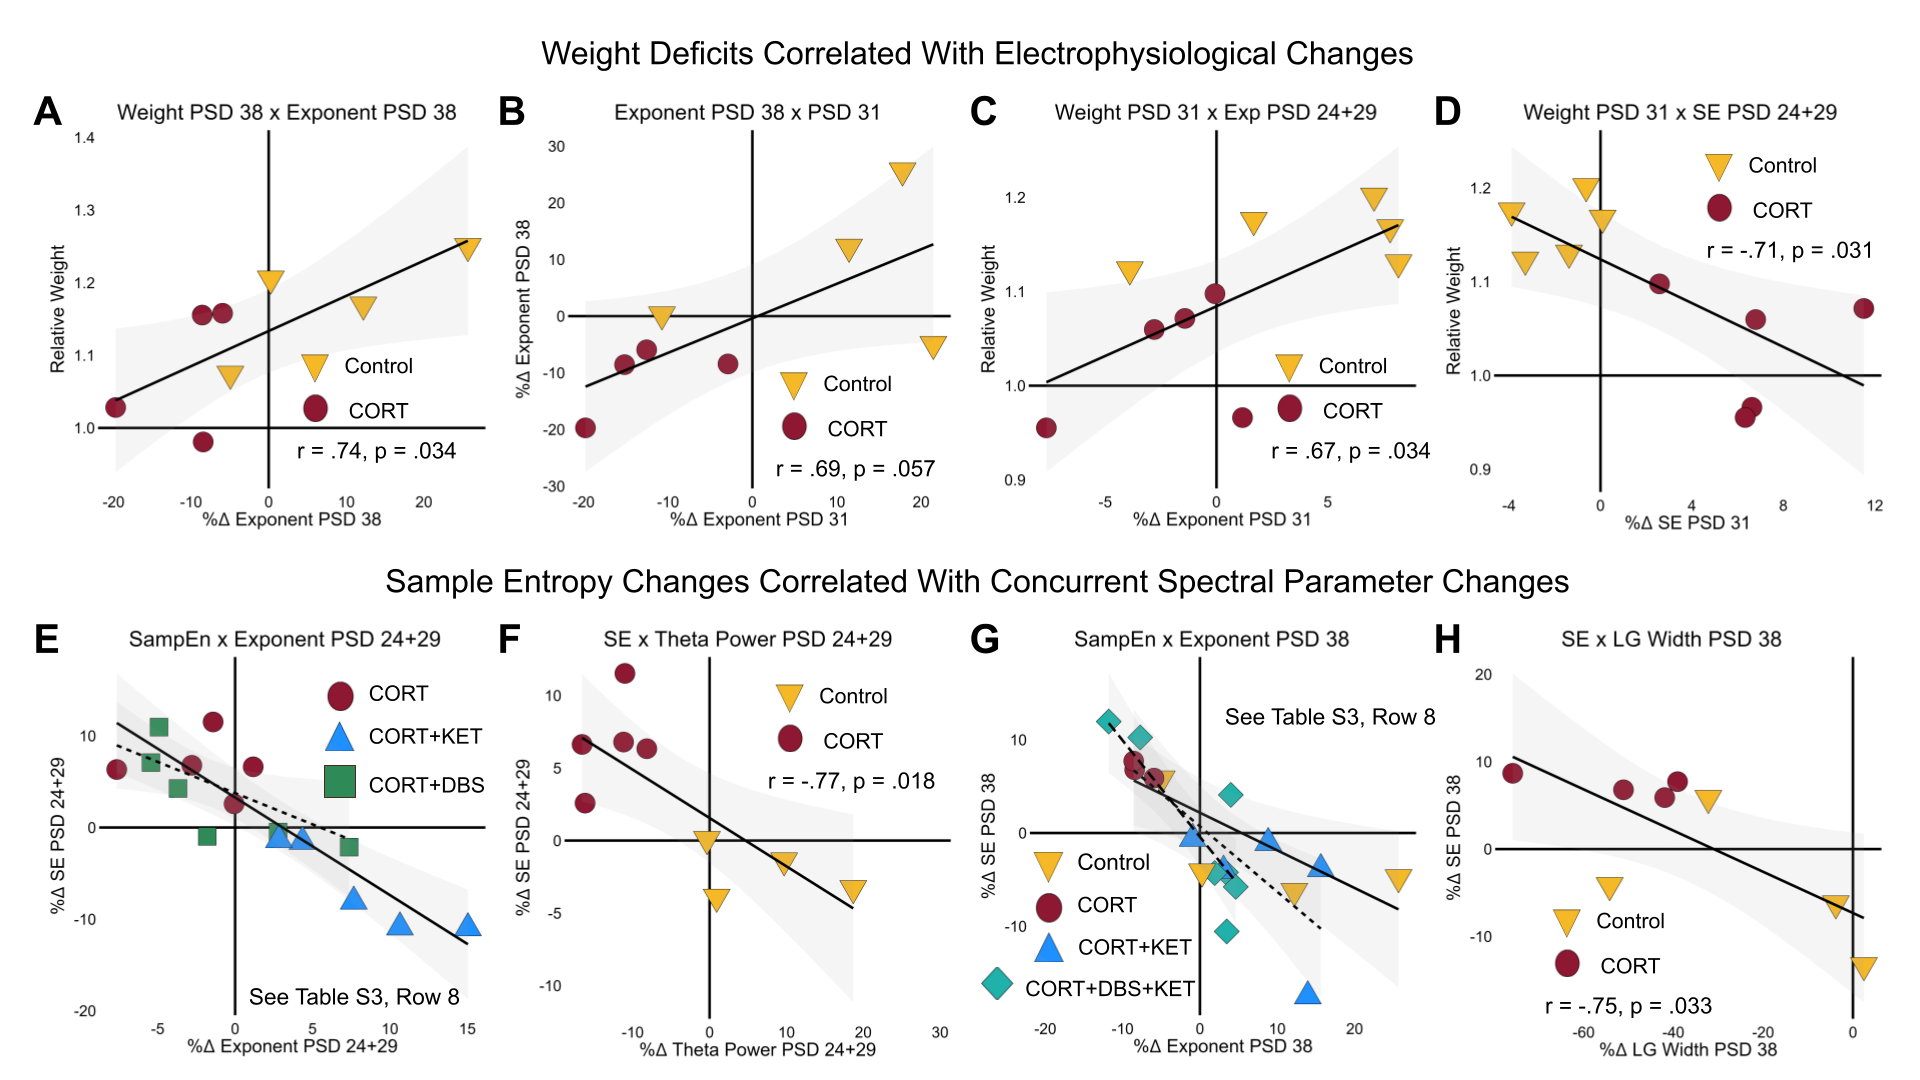 Weight Deficits Correlated With Electrophysiological Changes
A
Weight PSD 38 x Exponent PSD 38
Relative Weight
1.4
1.3
1.2
1.1
1.0
Control
CORT
r = .74, p = .034
-20
-10
0
10
20
%Δ Exponent PSD 38
B
Exponent PSD 38 x PSD 31
%Δ Exponent PSD 38
30
20
10
0
-10
-20
-30
Control
CORT
r = .69, p = .057
-20
-10
0
10
20
%Δ Exponent PSD 31
C
Weight PSD 31 x Exp PSD 24+29
Relative Weight
1.2
1.1
1.0
0.9
Control
CORT
r = .67, p = .034
-5
0
5
%Δ Exponent PSD 31
D
Weight PSD 31 x SE PSD 24+29
Relative Weight
1.2
1.1
1.0
0.9
Control
CORT
r = -.71, p = .031
-4
0
4
8
12
%Δ SE PSD 31
Sample Entropy Changes Correlated With Concurrent Spectral Parameter Changes
E
SampEn x Exponent PSD 24+29
%Δ SE PSD 24+29
10
0
-10
-20
CORT
CORT+KET
CORT+DBS
See Table S3, Row 8
-5
0
5
10
15
%Δ Exponent PSD 24+29
F
SE x Theta Power PSD 24+29
%Δ SE PSD 24+29
10
5
0
-5
-10
Control
CORT
r = -.77, p = .018
-10
0
10
20
30
%Δ Theta Power PSD 24+29
G
SampEn x Exponent PSD 38
%Δ SE PSD 38
10
0
-10
See Table S3, Row 8
Control
CORT
CORT+KET
CORT+DBS+KET
-20
-10
0
10
20
%Δ Exponent PSD 38
H
SE x LG Width PSD 38
%Δ SE PSD 38
20
10
0
-10
Control
CORT
r = -.75, p = .033
-60
-40
-20
0
%Δ LG Width PSD 38